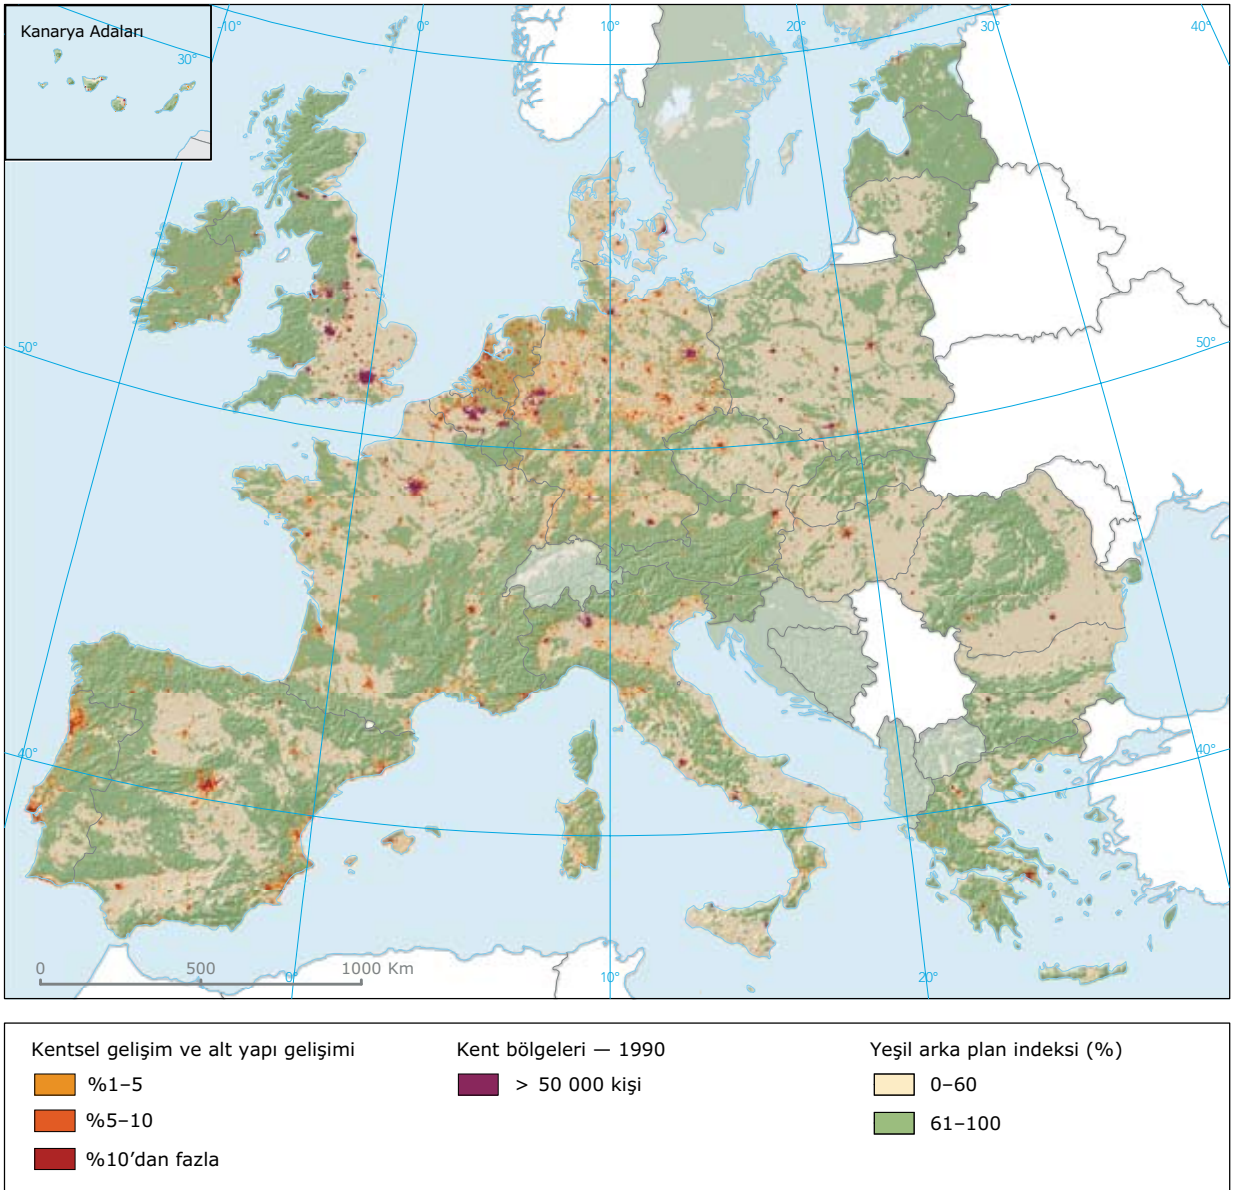 Kanarya Adaları
30°
-10°
0°
10°
20°
30°
40°
50°
50°
40°
40°
0
500
1000 Km
0°
10°
20°
Kentsel gelişim ve alt yapı gelişimi
%1–5
%5–10
%10’dan fazla
Kent bölgeleri — 1990
> 50 000 kişi
Yeşil arka plan indeksi (%)
0–60
61–100